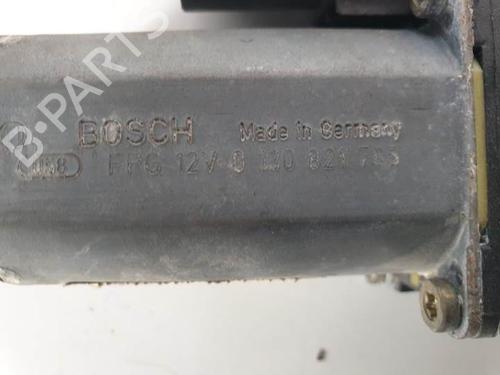 B-PARTS
BOSCH Made in Germany
FPG 12V 0 130 821